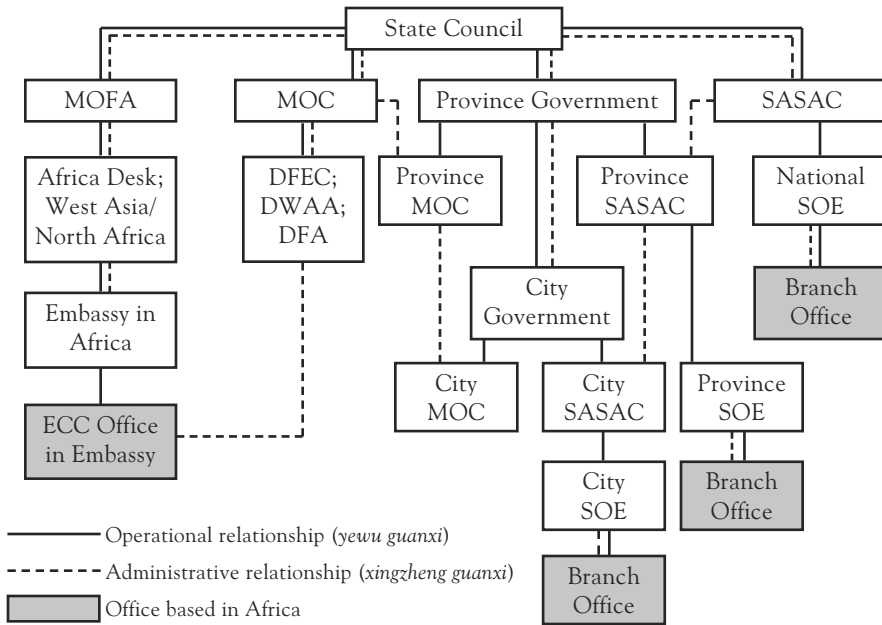 State Council
MOFA
MOC
Province Government
SASAC
Africa Desk;
West Asia/
North Africa
DFEC;
DWAA;
DFA
Province
MOC
Province
SASAC
National
SOE
Embassy in
Africa
City
Government
Branch
Office
ECC Office
in Embassy
City
MOC
City
SASAC
Province
SOE
City
SOE
Branch
Office
Branch
Office
Operational relationship (yewu guanxi)
Administrative relationship (xingzheng guanxi)
Office based in Africa